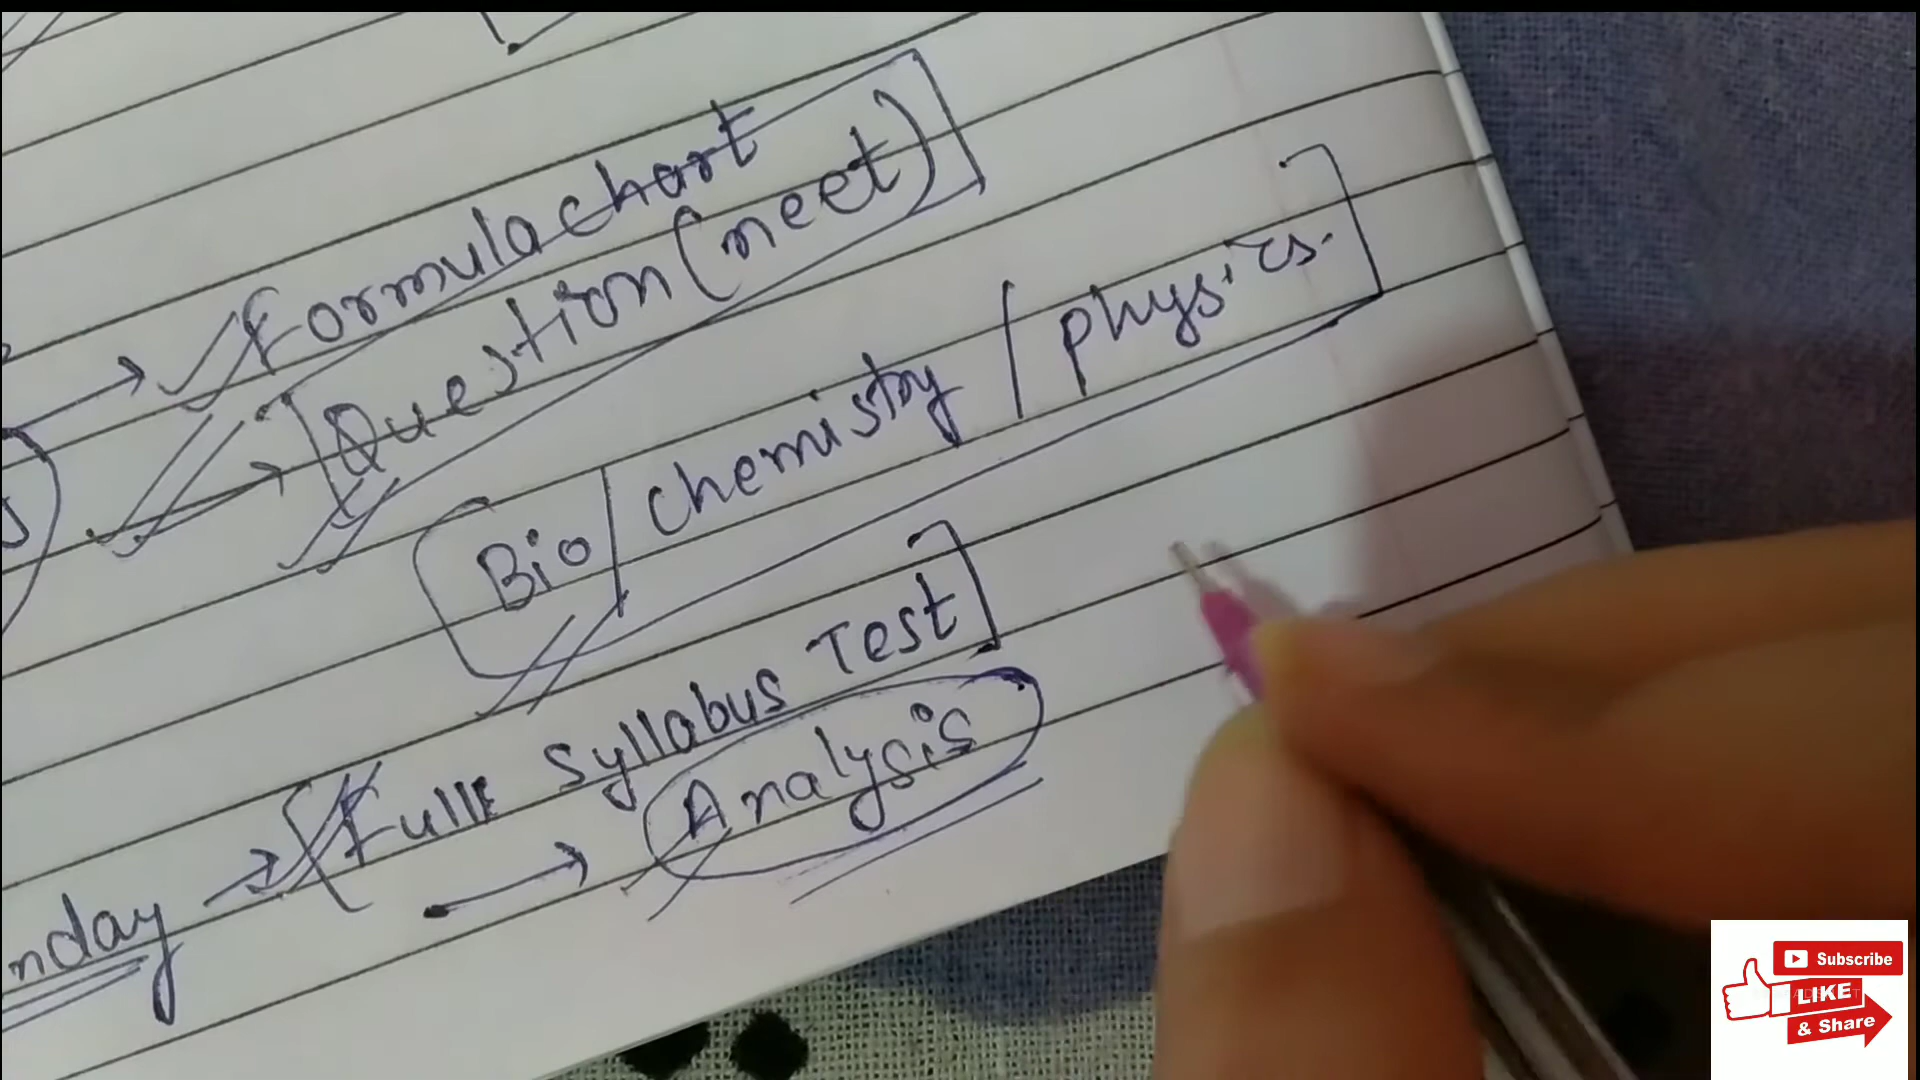 → Formula chart
→ [Question (neet)]
[Bio / chemistry / physics.]
nday → [Full Syllabus Test]
→ Analysis
Subscribe
LIKE
& Share